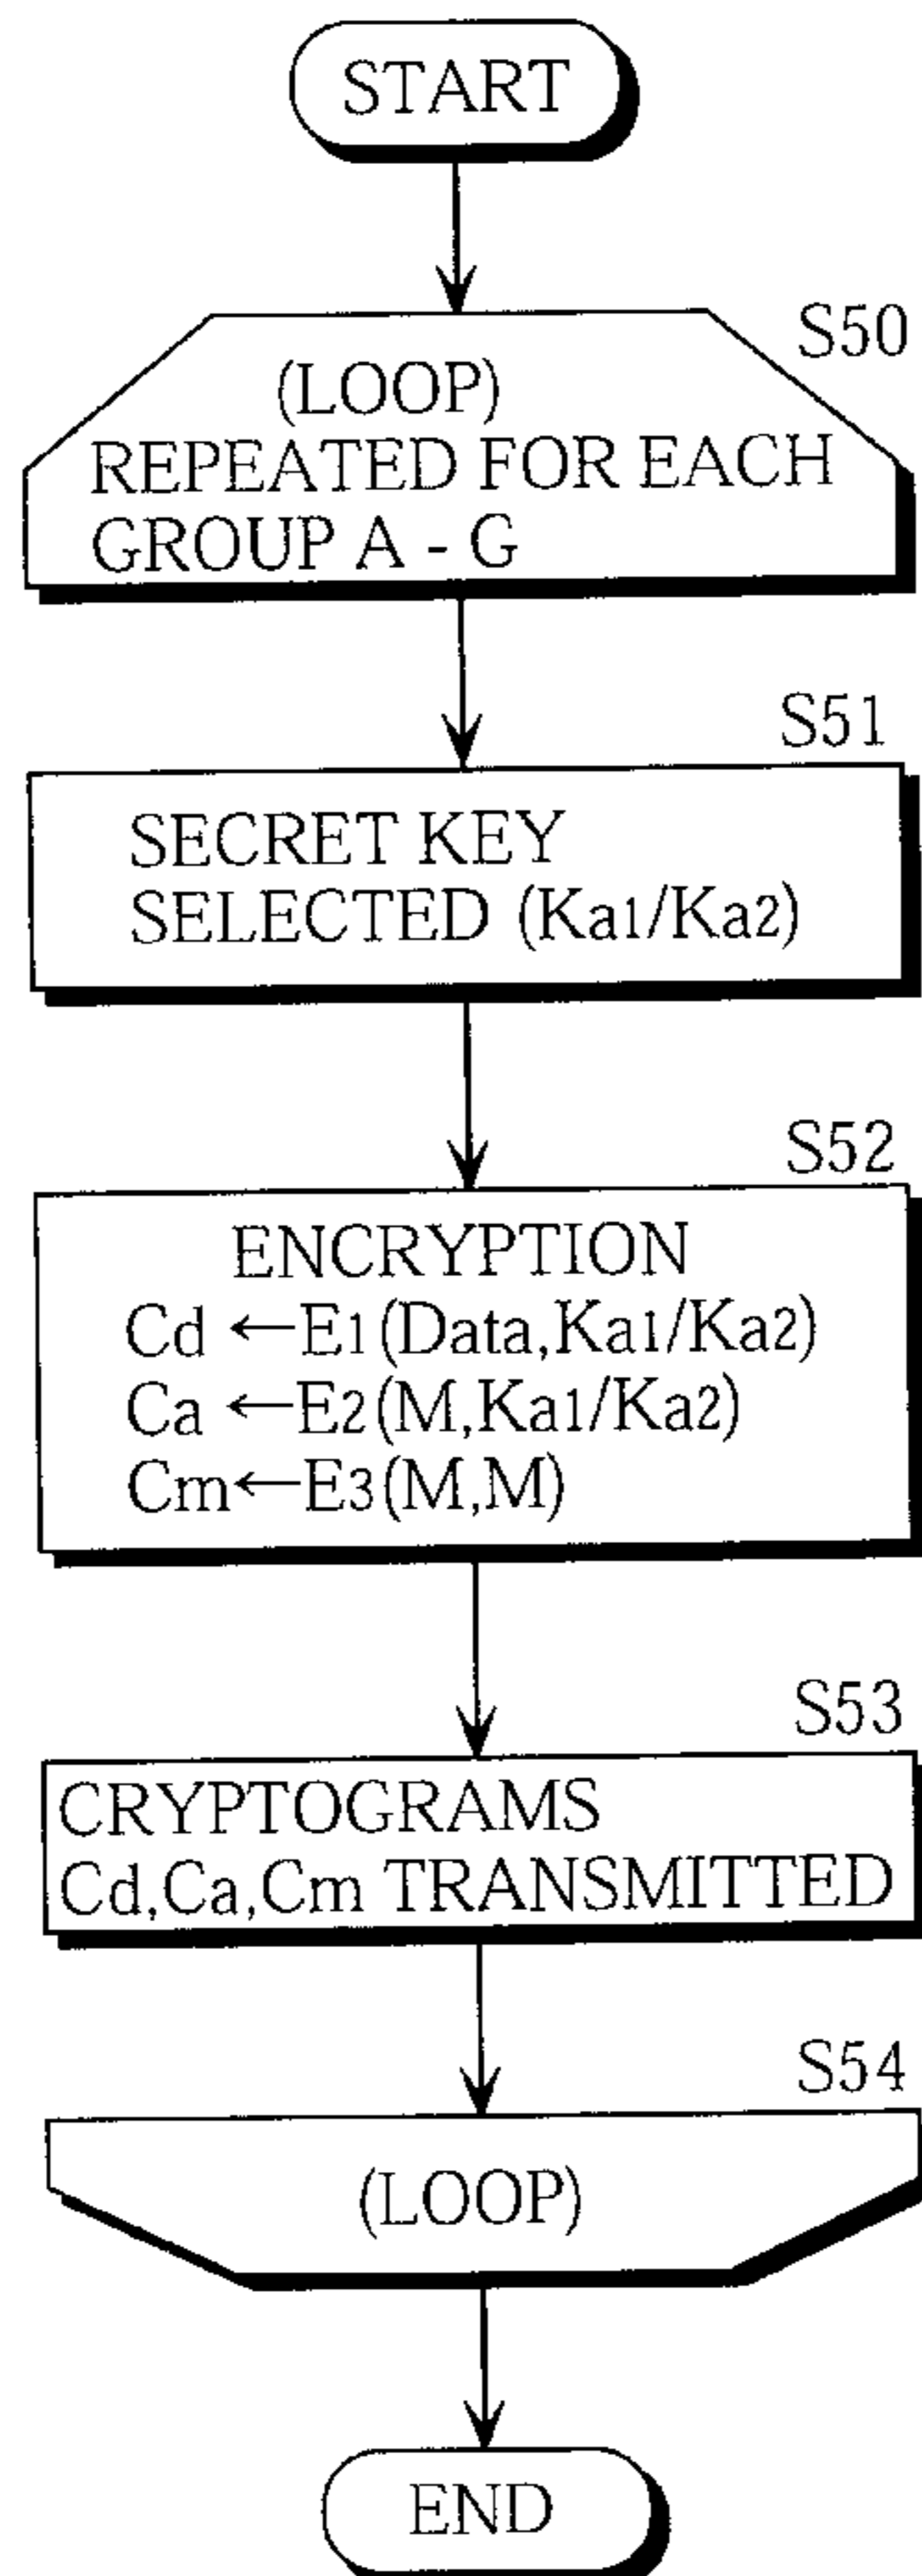 START
S50
(LOOP)
REPEATED FOR EACH
GROUP A - G
S51
SECRET KEY
SELECTED (Ka1/Ka2)
S52
ENCRYPTION
Cd ←E1(Data,Ka1/Ka2)
Ca ←E2(M,Ka1/Ka2)
Cm←E3(M,M)
S53
CRYPTOGRAMS
Cd,Ca,Cm TRANSMITTED
S54
(LOOP)
END